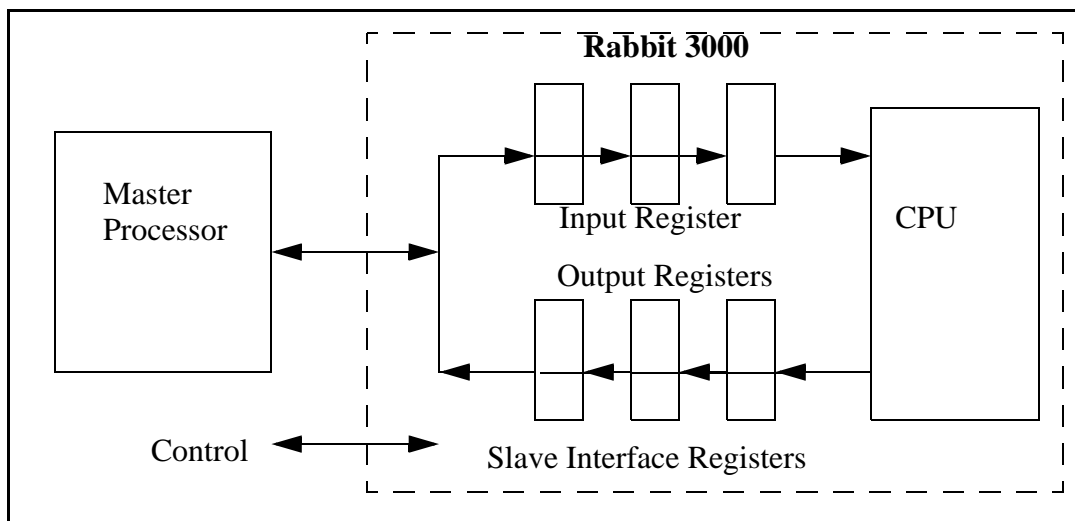 Rabbit 3000
Master
Processor
Input Register
CPU
Output Registers
Control
Slave Interface Registers